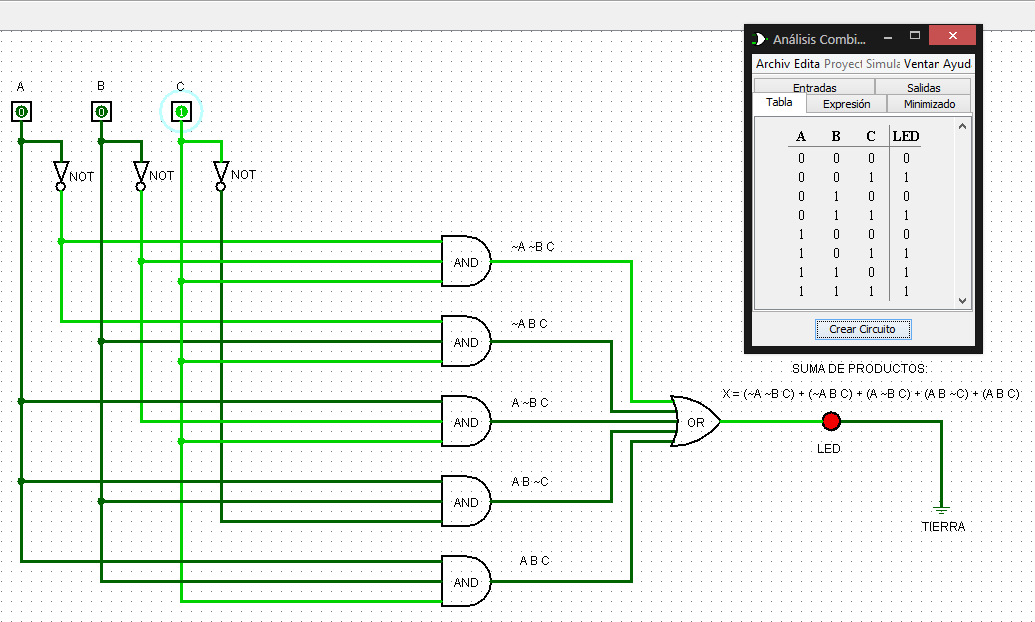 A B C
0 0 1
NOT NOT NOT
AND ~A ~B C
AND ~A B C
AND A ~B C
AND A B ~C
AND A B C
OR
Análisis Combi...
Archiv Edita Proyect Simula Ventan Ayud
Entradas Salidas
Tabla Expresión Minimizado
A B C LED
0 0 0 0
0 0 1 1
0 1 0 0
0 1 1 1
1 0 0 0
1 0 1 1
1 1 0 1
1 1 1 1
Crear Circuito
SUMA DE PRODUCTOS:
X = (~A ~B C) + (~A B C) + (A ~B C) + (A B ~C) + (A B C)
LED
TIERRA